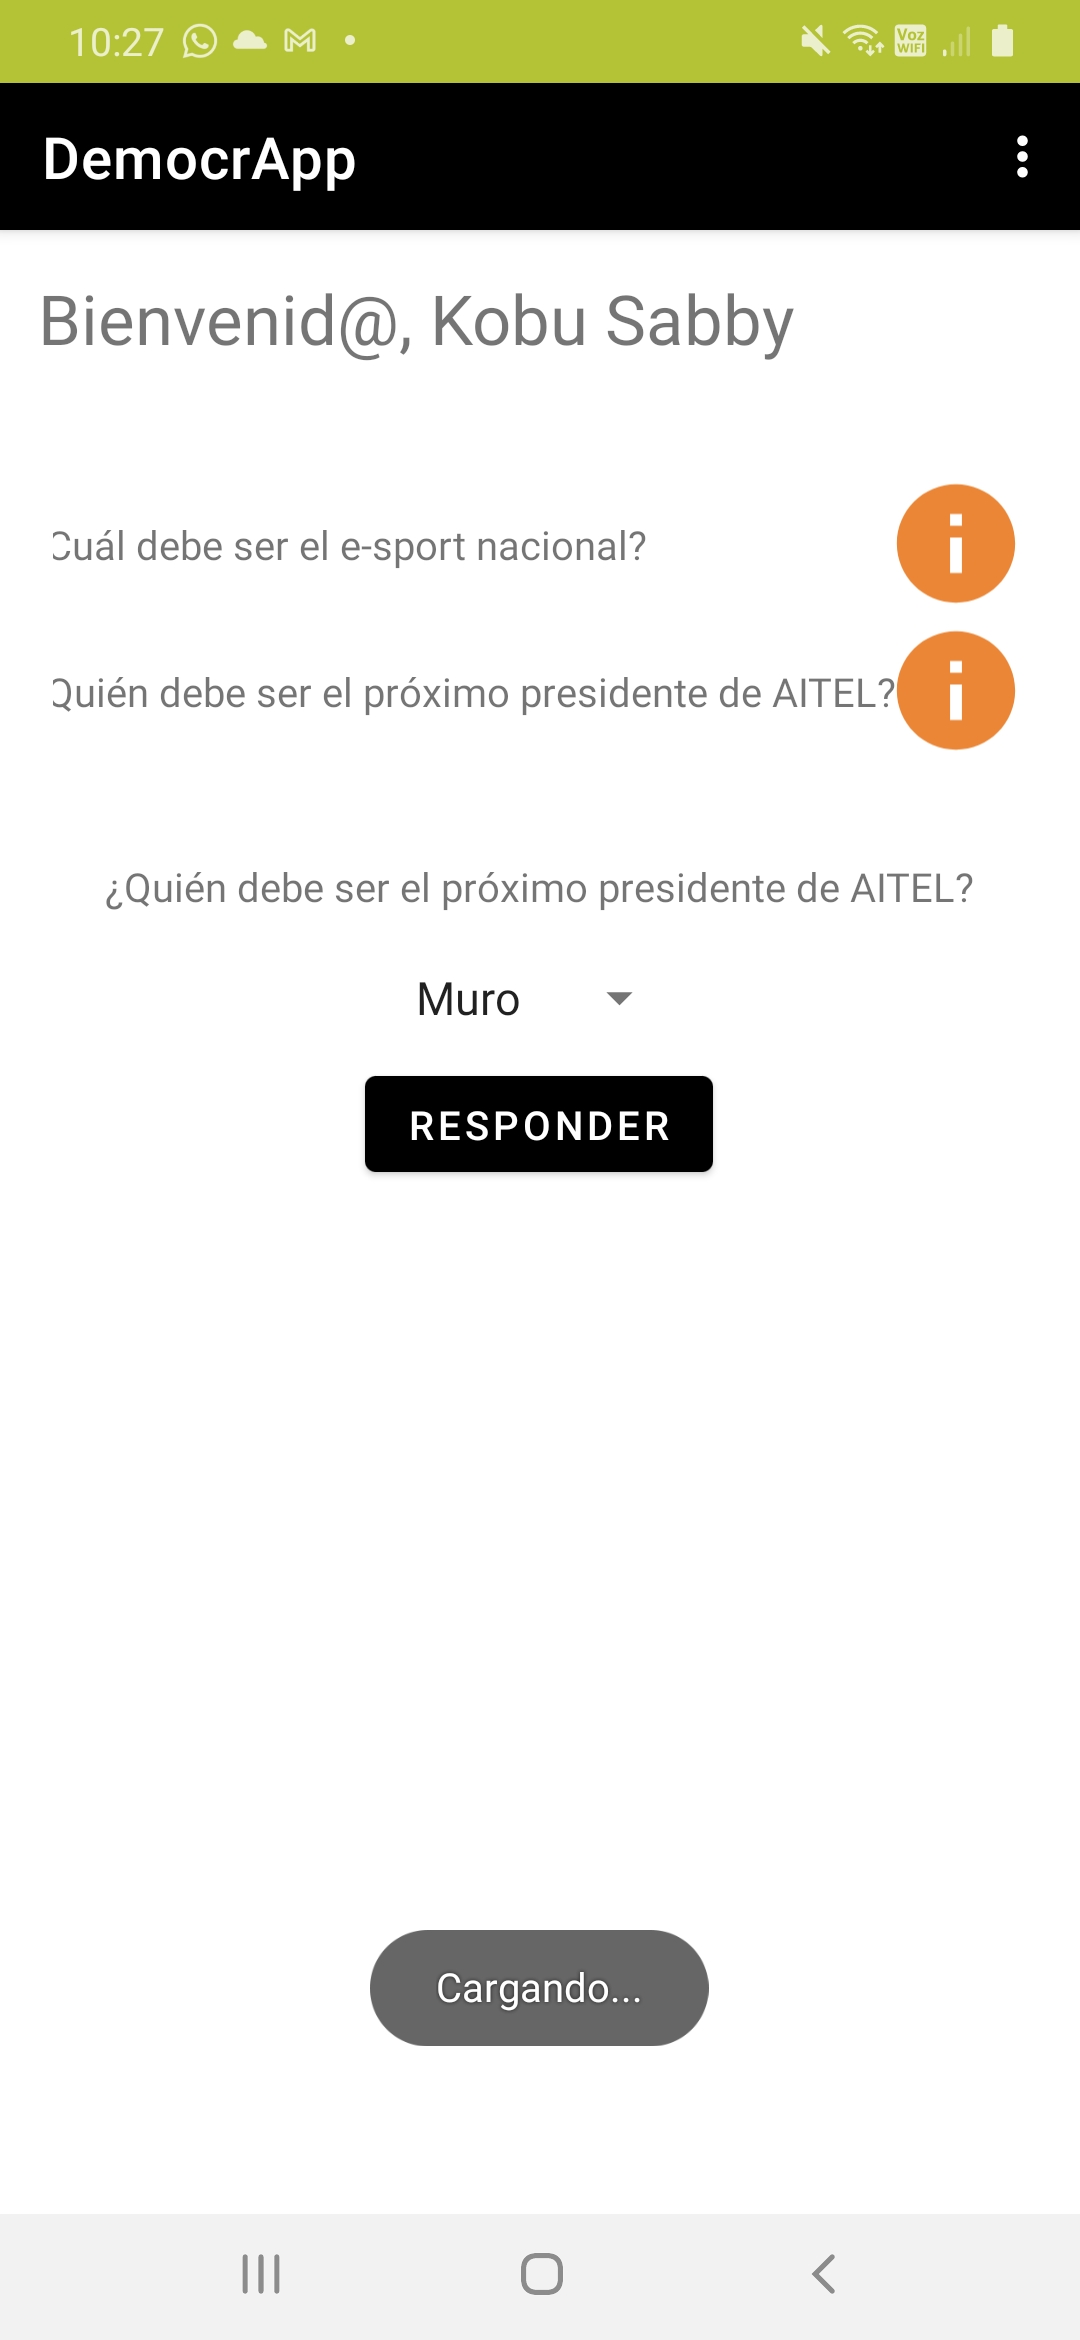 10:27
Voz
WIFI
DemocrApp
Bienvenid@, Kobu Sabby
Cuál debe ser el e-sport nacional?
Quién debe ser el próximo presidente de AITEL?
¿Quién debe ser el próximo presidente de AITEL?
Muro
RESPONDER
Cargando...